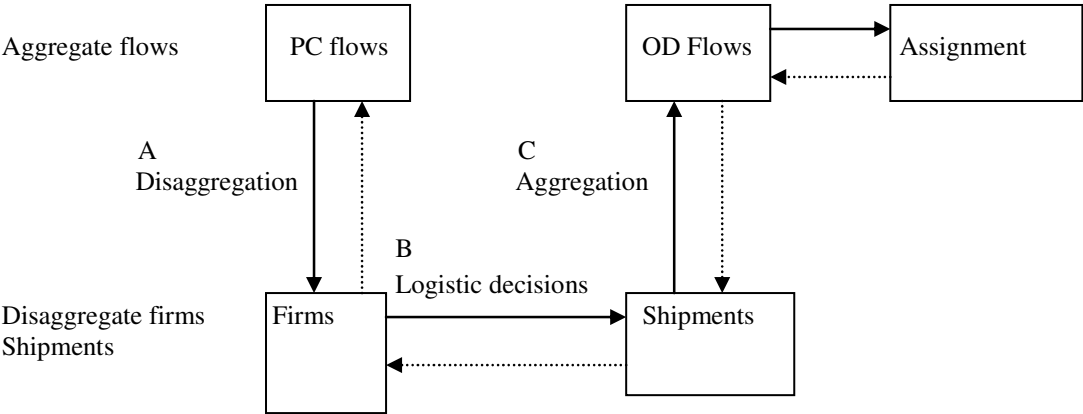 Aggregate flows
PC flows
OD Flows
Assignment
A
Disaggregation
C
Aggregation
B
Logistic decisions
Disaggregate firms
Shipments
Firms
Shipments